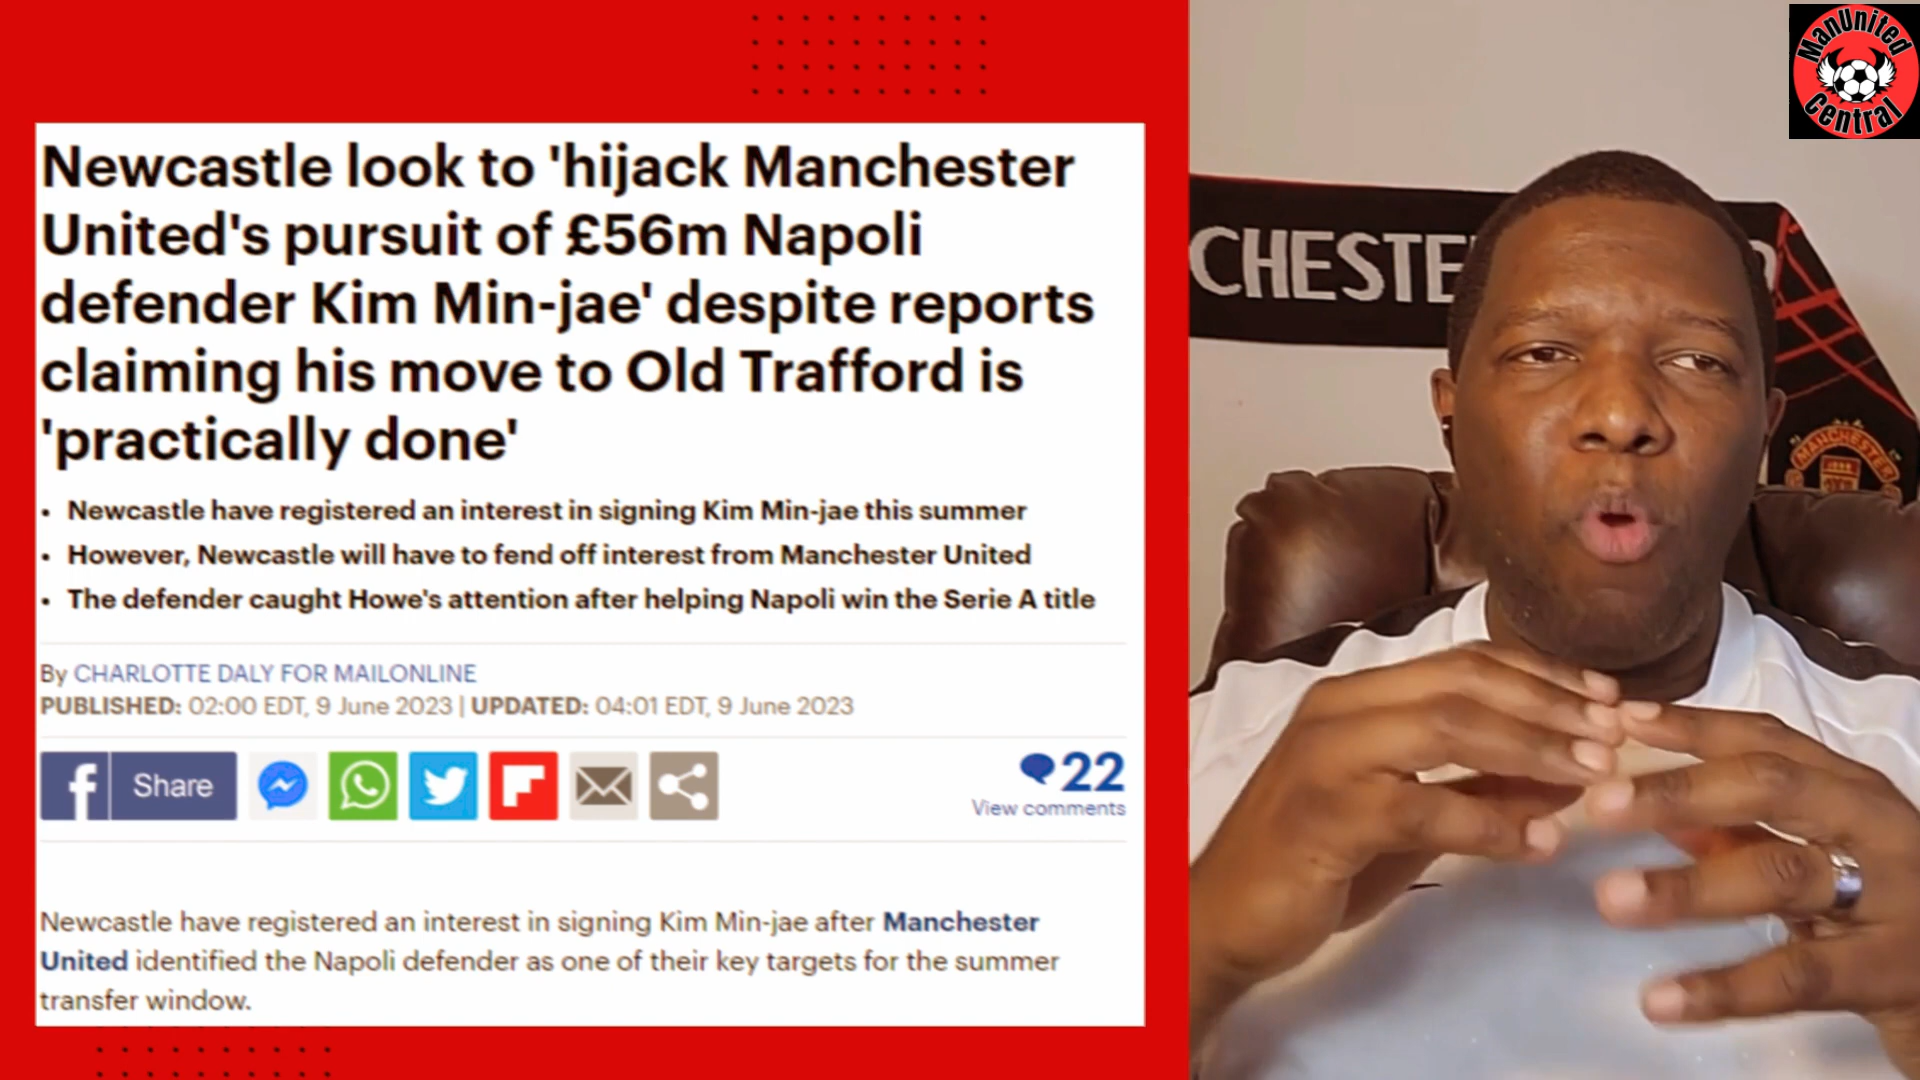 Newcastle look to 'hijack Manchester
United's pursuit of £56m Napoli
defender Kim Min-jae' despite reports
claiming his move to Old Trafford is
'practically done'
• Newcastle have registered an interest in signing Kim Min-jae this summer
• However, Newcastle will have to fend off interest from Manchester United
• The defender caught Howe's attention after helping Napoli win the Serie A title
By CHARLOTTE DALY FOR MAILONLINE
PUBLISHED: 02:00 EDT, 9 June 2023 | UPDATED: 04:01 EDT, 9 June 2023
f Share
22
View comments
Newcastle have registered an interest in signing Kim Min-jae after Manchester
United identified the Napoli defender as one of their key targets for the summer
transfer window.
ManUnited
Central
CHESTE
MANCHESTER